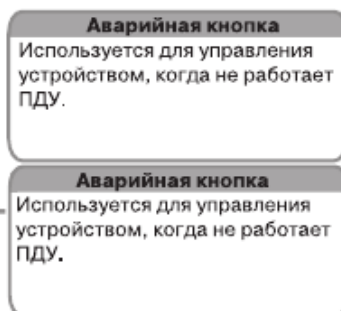 Аварийная кнопка
Используется для управления
устройством, когда не работает
ПДУ.
Аварийная кнопка
Используется для управления
устройством, когда не работает
ПДУ.